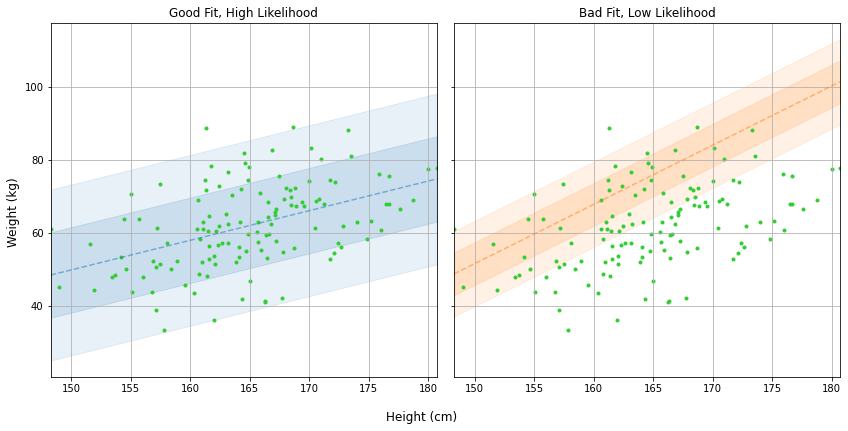 Good Fit, High Likelihood
Bad Fit, Low Likelihood
Weight (kg)
100
80
60
40
150 155 160 165 170 175 180
150 155 160 165 170 175 180
Height (cm)